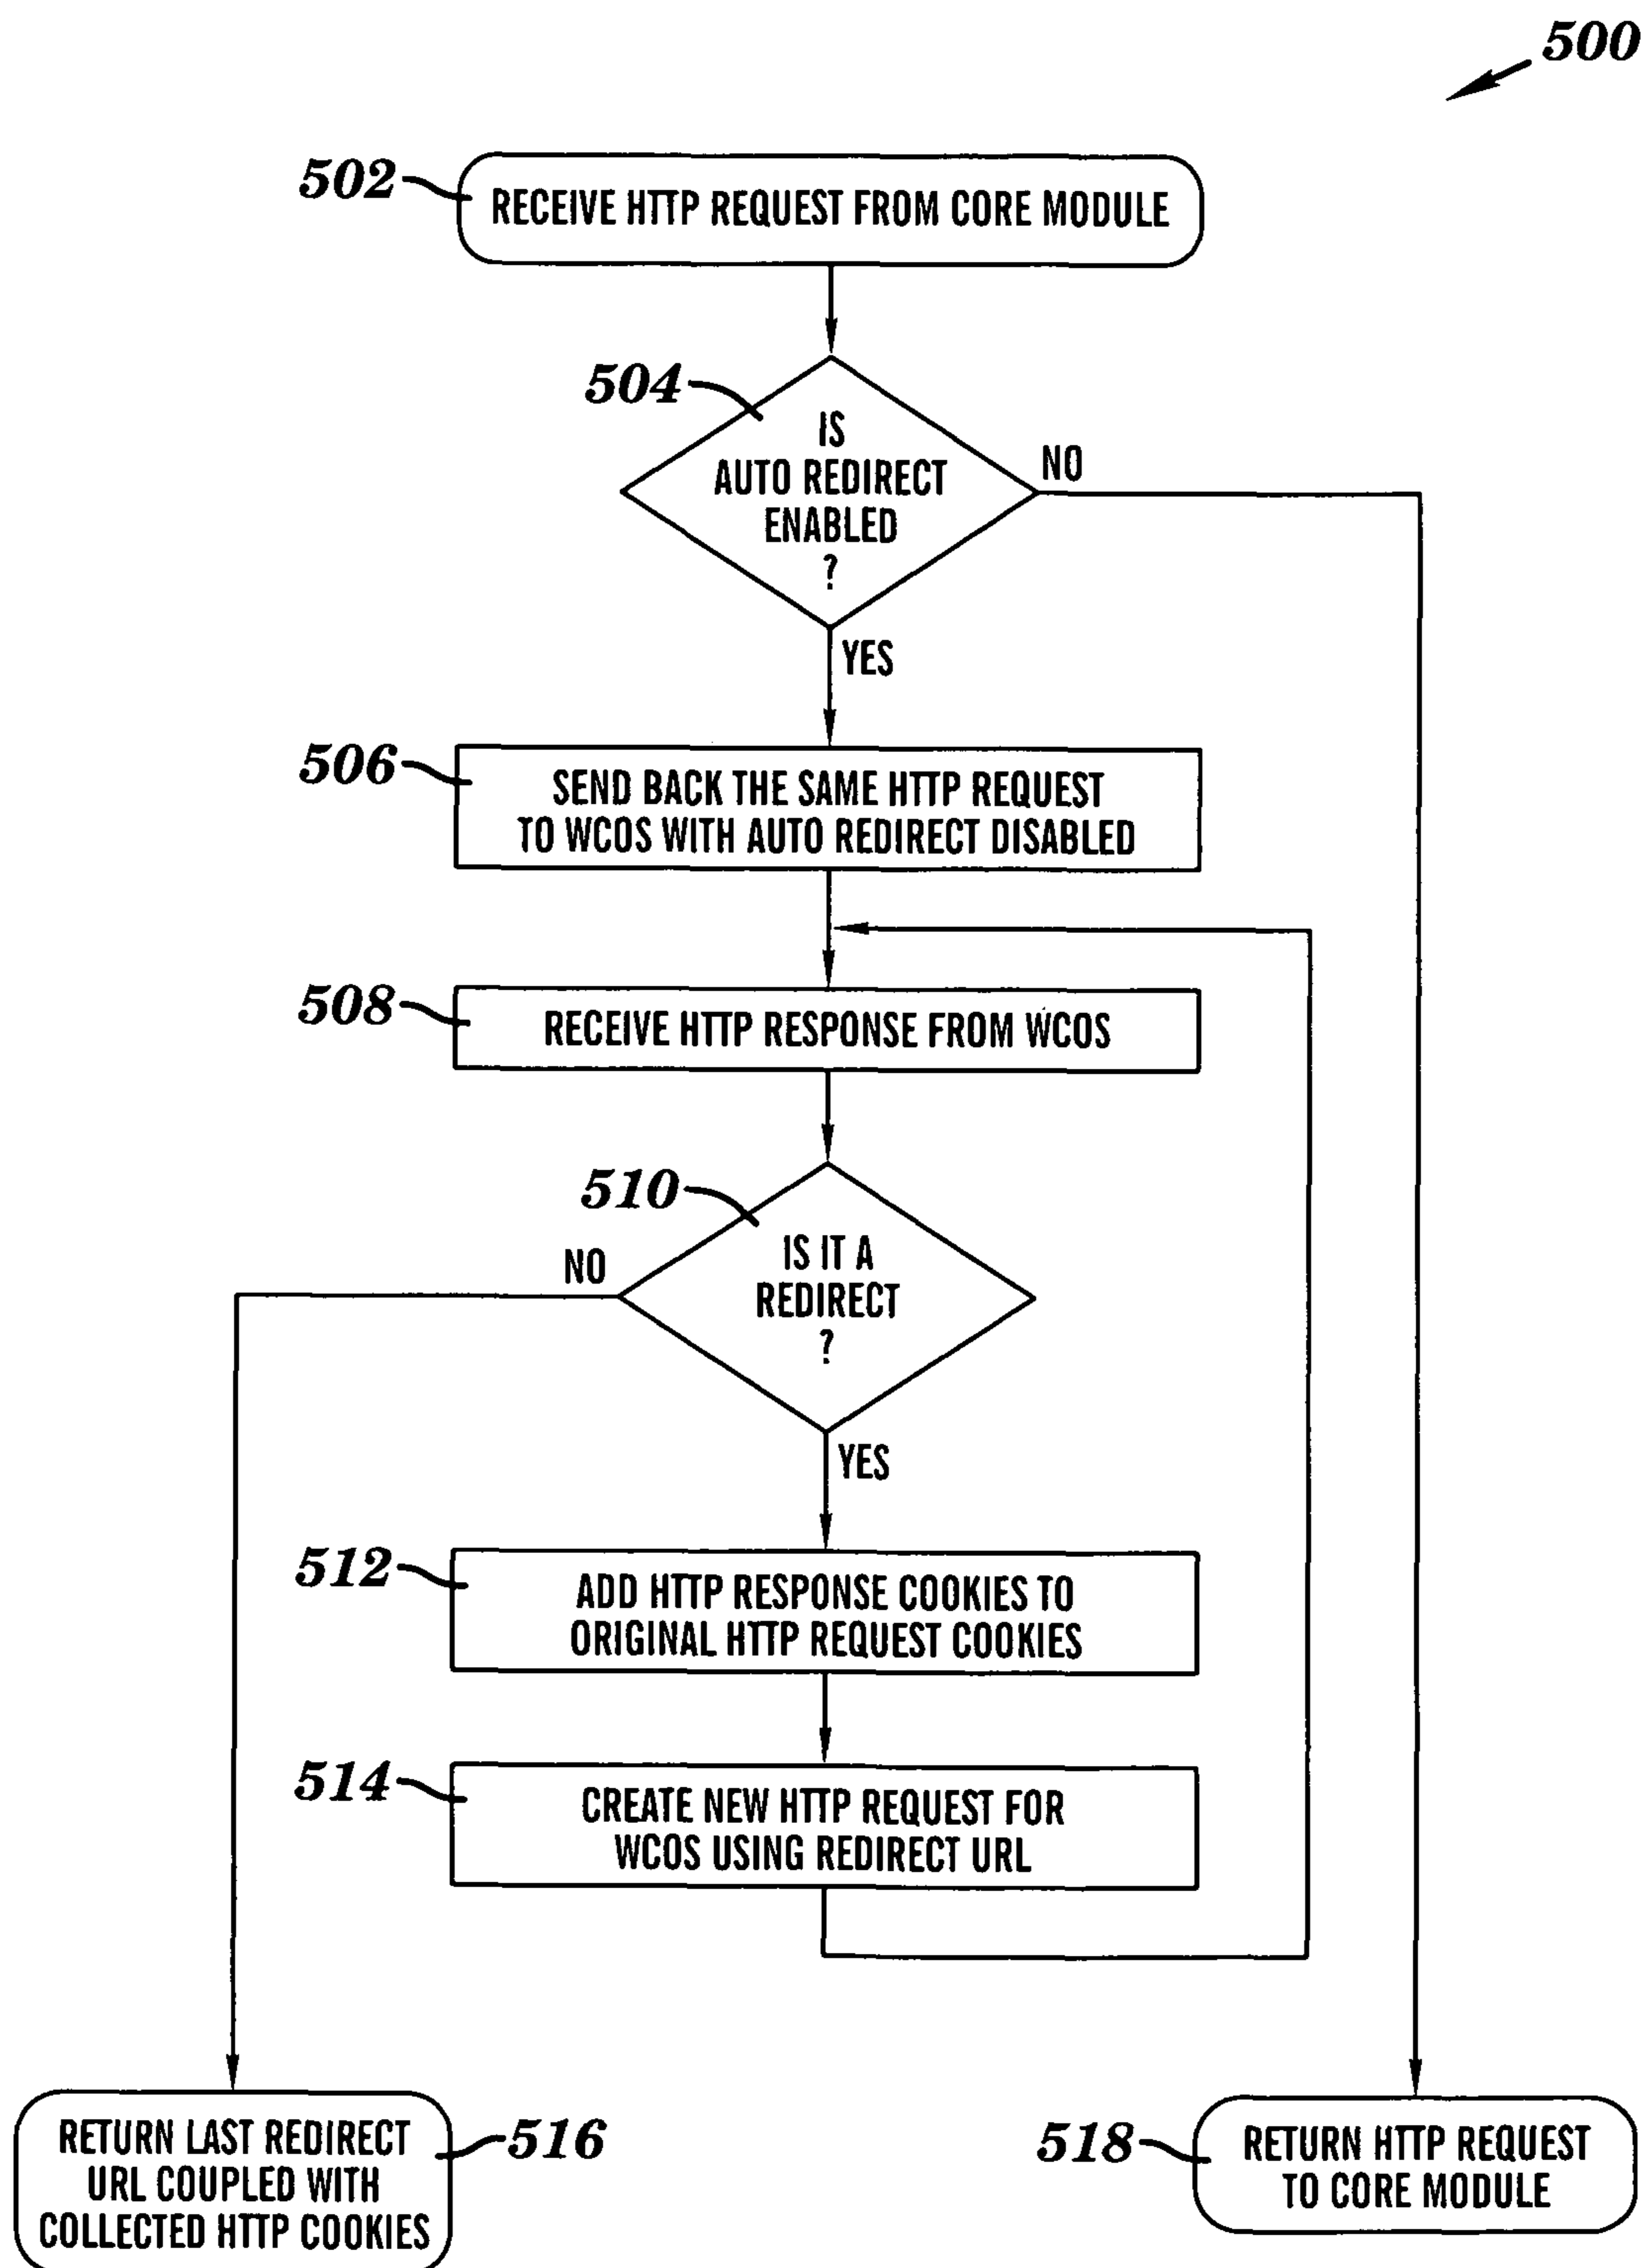 500
502
RECEIVE HTTP REQUEST FROM CORE MODULE
504
IS
AUTO REDIRECT
ENABLED
?
NO
YES
506
SEND BACK THE SAME HTTP REQUEST
TO WCOS WITH AUTO REDIRECT DISABLED
508
RECEIVE HTTP RESPONSE FROM WCOS
510
IS IT A
REDIRECT
?
NO
YES
512
ADD HTTP RESPONSE COOKIES TO
ORIGINAL HTTP REQUEST COOKIES
514
CREATE NEW HTTP REQUEST FOR
WCOS USING REDIRECT URL
RETURN LAST REDIRECT
URL COUPLED WITH
COLLECTED HTTP COOKIES
516
518
RETURN HTTP REQUEST
TO CORE MODULE